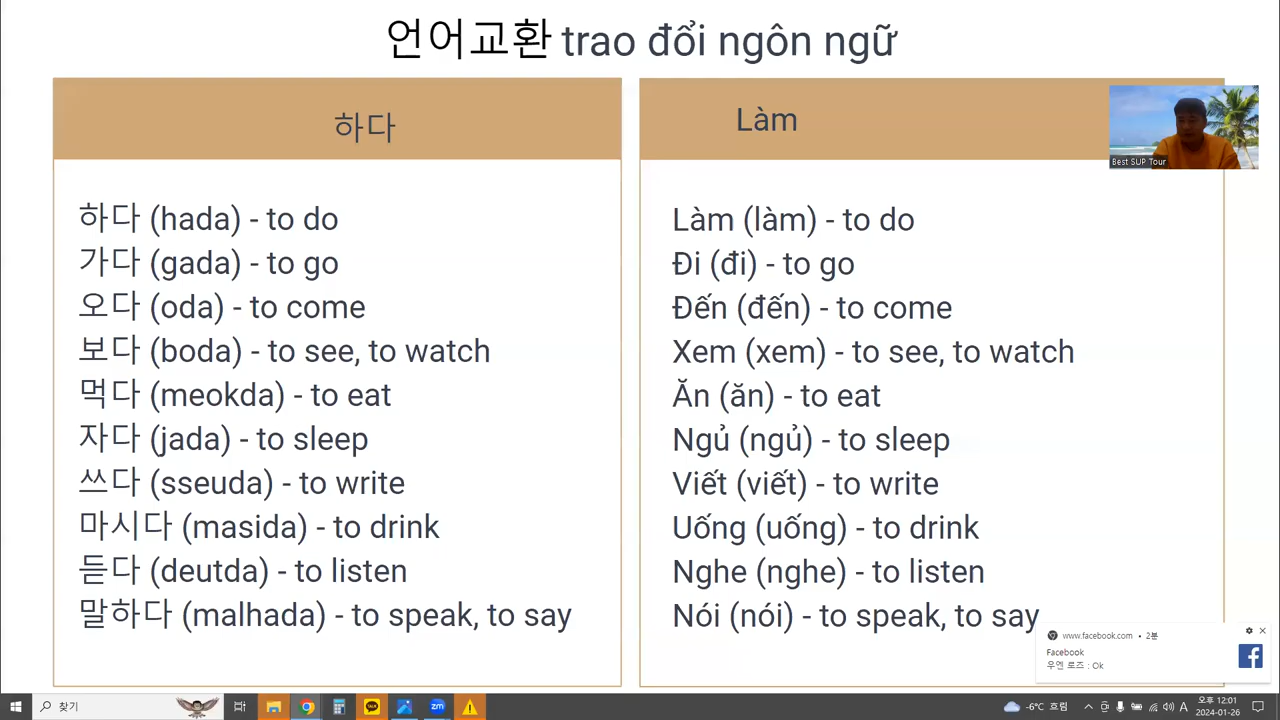 언어교환 trao đổi ngôn ngữ
하다
Làm
Best SUP Tour
하다 (hada) - to do
가다 (gada) - to go
오다 (oda) - to come
보다 (boda) - to see, to watch
먹다 (meokda) - to eat
자다 (jada) - to sleep
쓰다 (sseuda) - to write
마시다 (masida) - to drink
듣다 (deutda) - to listen
말하다 (malhada) - to speak, to say
Làm (làm) - to do
Đi (đi) - to go
Đến (đến) - to come
Xem (xem) - to see, to watch
Ăn (ăn) - to eat
Ngủ (ngủ) - to sleep
Viết (viết) - to write
Uống (uống) - to drink
Nghe (nghe) - to listen
Nói (nói) - to speak, to say
www.facebook.com • 2분
Facebook
우엔 로즈 : Ok
찾기
TALK
zm
-6°C 흐림
A
오후 12:01
2024-01-26